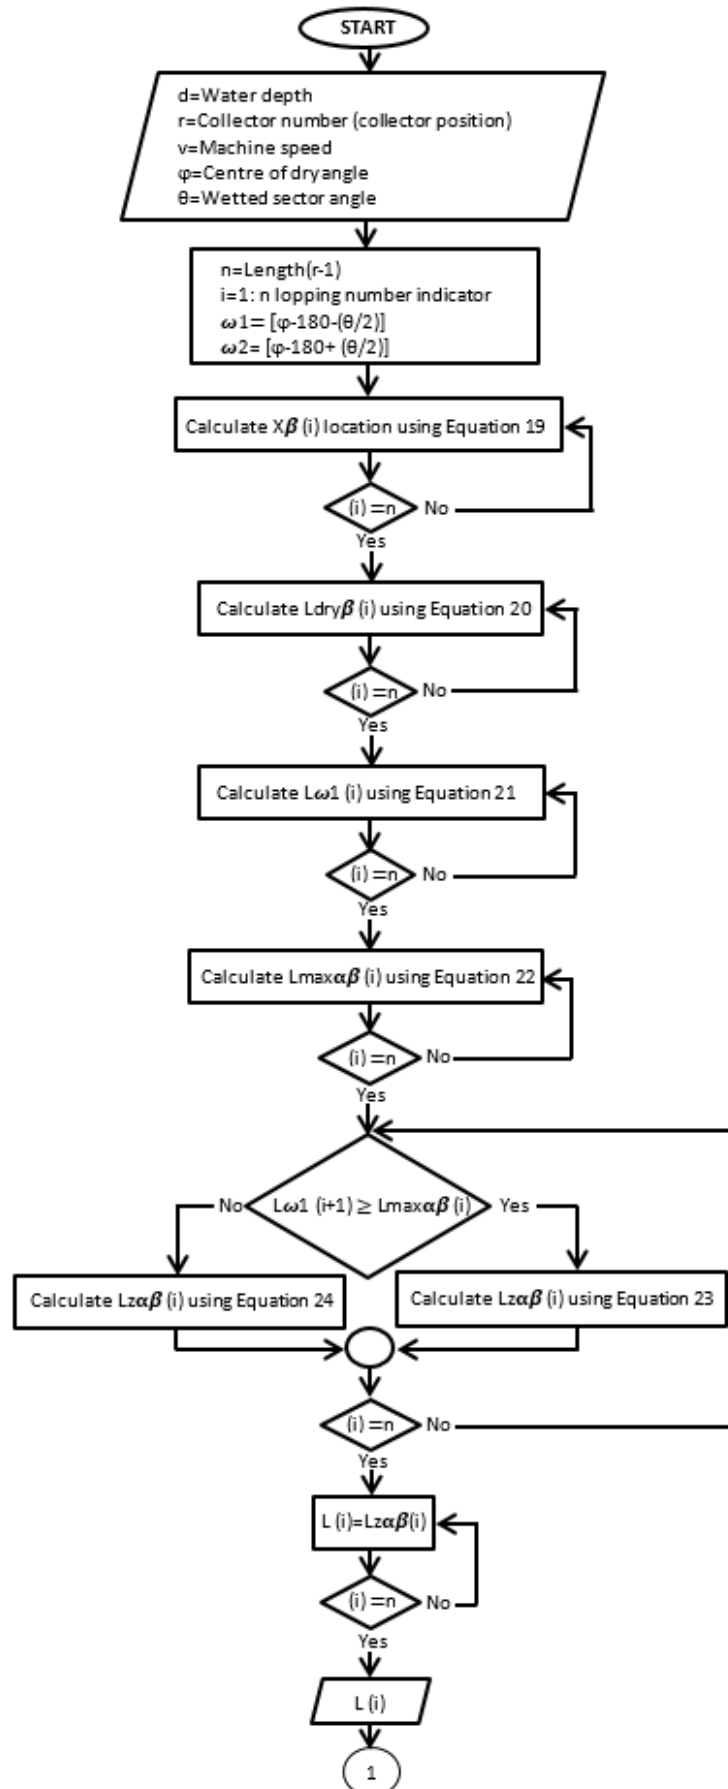 START
d=Water depth
r=Collector number (collector position)
v=Machine speed
φ=Centre of dryangle
θ=Wetted sector angle
n=Length(r-1)
i=1: n lopping number indicator
ω1= [φ-180-(θ/2)]
ω2= [φ-180+ (θ/2)]
Calculate Xβ (i) location using Equation 19
(i) =n No
Yes
Calculate Ldryβ (i) using Equation 20
(i) =n No
Yes
Calculate Lω1 (i) using Equation 21
(i) =n No
Yes
Calculate Lmaxαβ (i) using Equation 22
(i) =n No
Yes
No Lω1 (i+1) ≥ Lmaxαβ (i) Yes
Calculate Lzαβ (i) using Equation 24
Calculate Lzαβ (i) using Equation 23
(i) =n No
Yes
L (i)=Lzαβ(i)
(i) =n No
Yes
L (i)
1